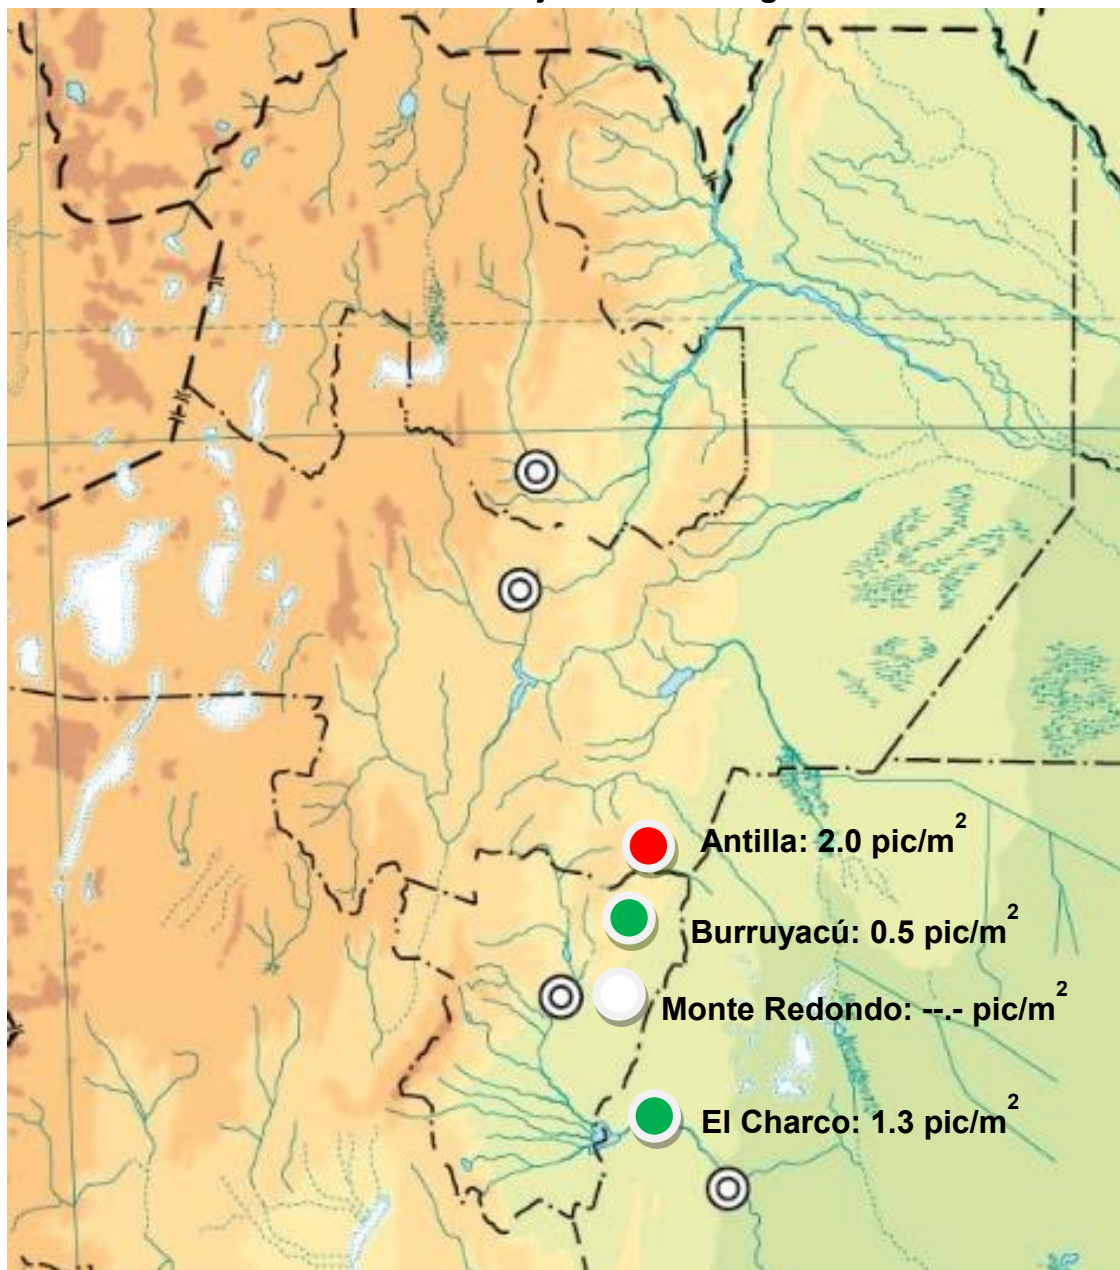 Antilla: 2.0 pic/m²
Burruyacú: 0.5 pic/m²
Monte Redondo: --.- pic/m²
El Charco: 1.3 pic/m²